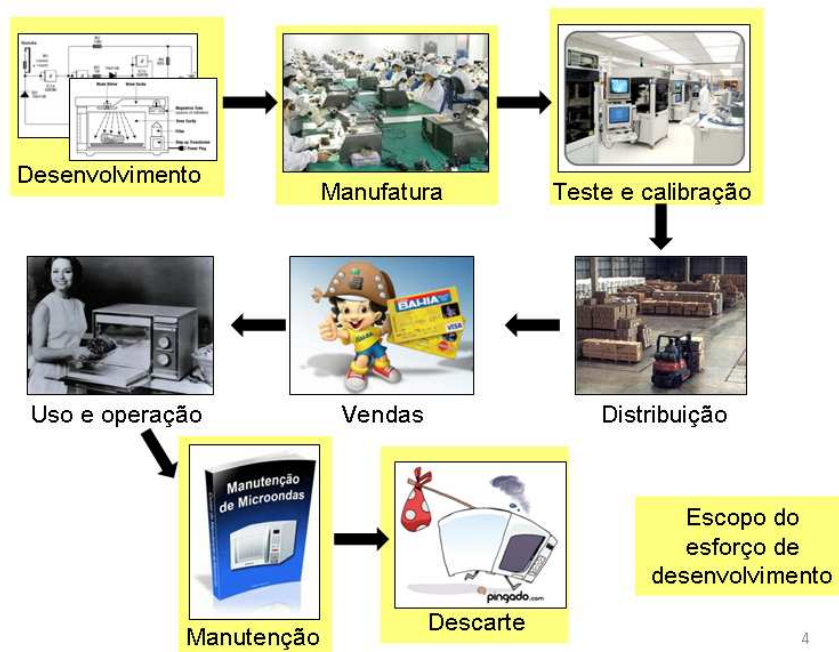 Desenvolvimento
Manufatura
Teste e calibração
Uso e operação
Vendas
Distribuição
BAHIA
VISA
Manutenção
de Microondas
Manutenção
pingado.com
Descarte
Escopo do
esforço de
desenvolvimento
4